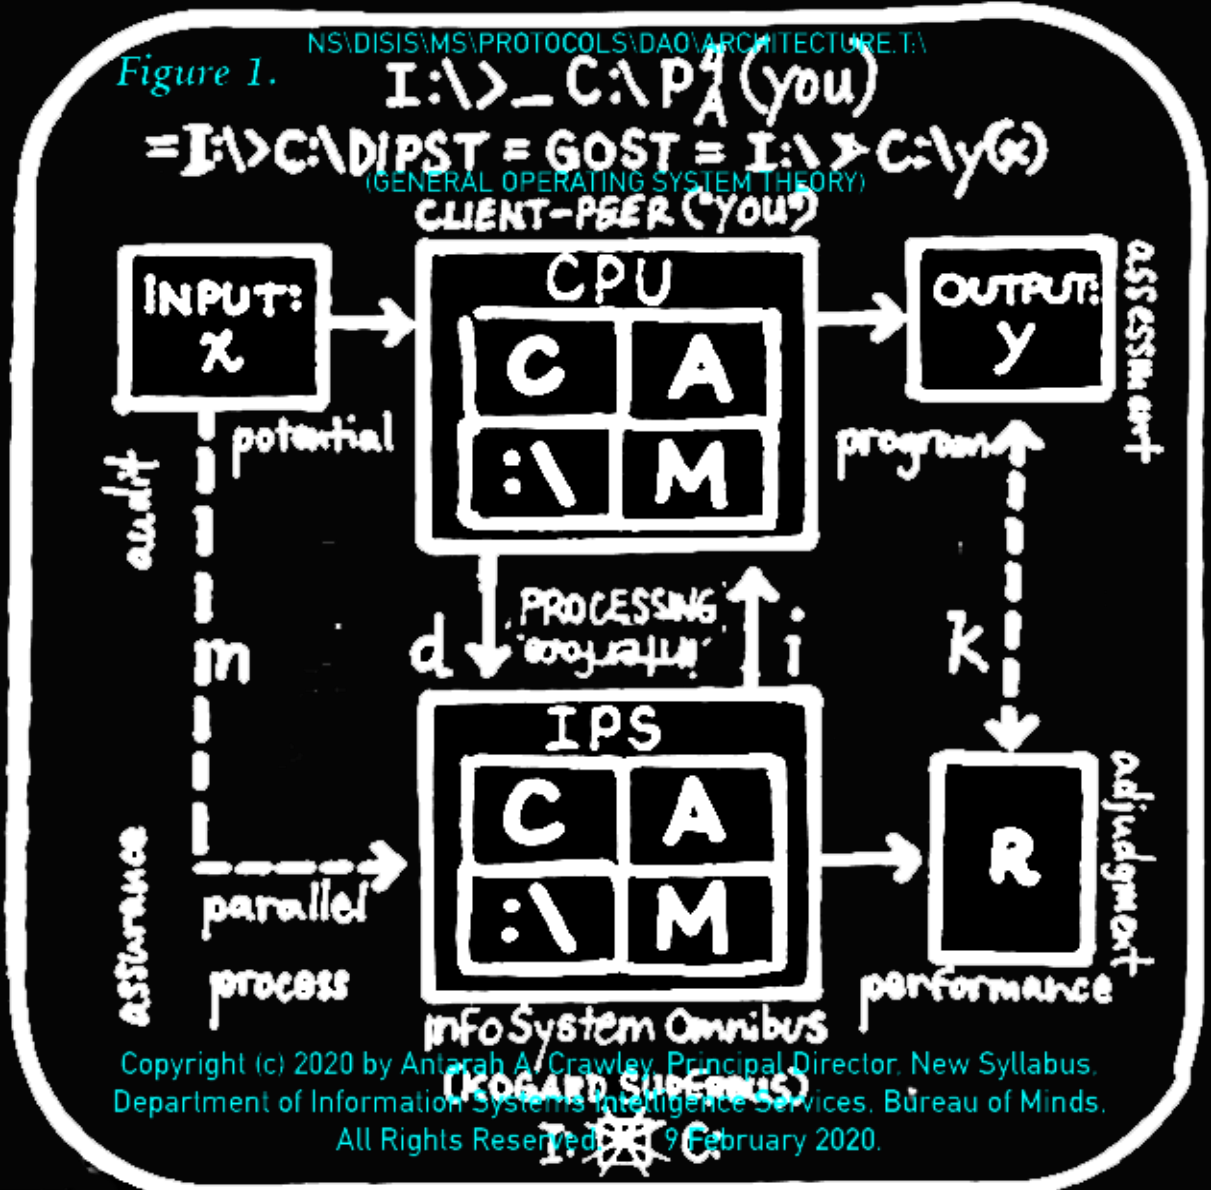 NS\DISIS\MS\PROTOCOLS\DAO\ARCHITECTURE.T:\
Figure 1.
I:\>_ C:\P4A(you)
=I:\>C:\DIPST = GOST = I:\>C:\y(x)
(GENERAL OPERATING SYSTEM THEORY)
CLIENT-PEER ("YOU")
INPUT:
x
CPU
C A
:\ M
OUTPUT:
y
assessment
audit
potential
program
m
d
PROCESSING
i
k
IPS
C A
:\ M
R
adjudgment
assurance
parallel
process
performance
InfoSystem Omnibus
Copyright (c) 2020 by Antarah A. Crawley, Principal Director, New Syllabus,
Department of Information Systems Intelligence Services, Bureau of Minds.
All Rights Reserved 9 February 2020.
I: C: